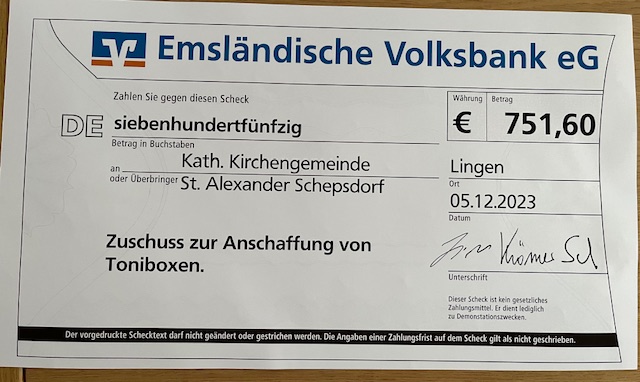 Emsländische Volksbank eG
Zahlen Sie gegen diesen Scheck
Währung Betrag
DE siebenhundertfünfzig
€ 751,60
Betrag in Buchstaben
an Kath. Kirchengemeinde
oder Überbringer St. Alexander Schepsdorf
Lingen
Ort
05.12.2023
Datum
Zuschuss zur Anschaffung von
Toniboxen.
Unterschrift
Dieser Scheck ist kein gesetzliches
Zahlungsmittel. Er dient lediglich
zu Demonstationszwecken.
Der vorgedruckte Schecktext darf nicht geändert oder gestrichen werden. Die Angaben einer Zahlungsfrist auf dem Scheck gilt als nicht geschrieben.